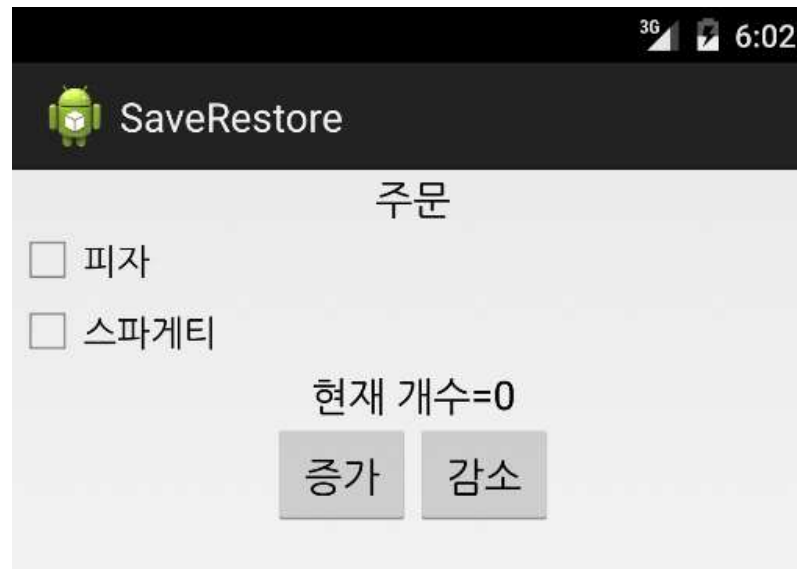 3G 6:02
SaveRestore
주문
피자
스파게티
현재 개수=0
증가 감소